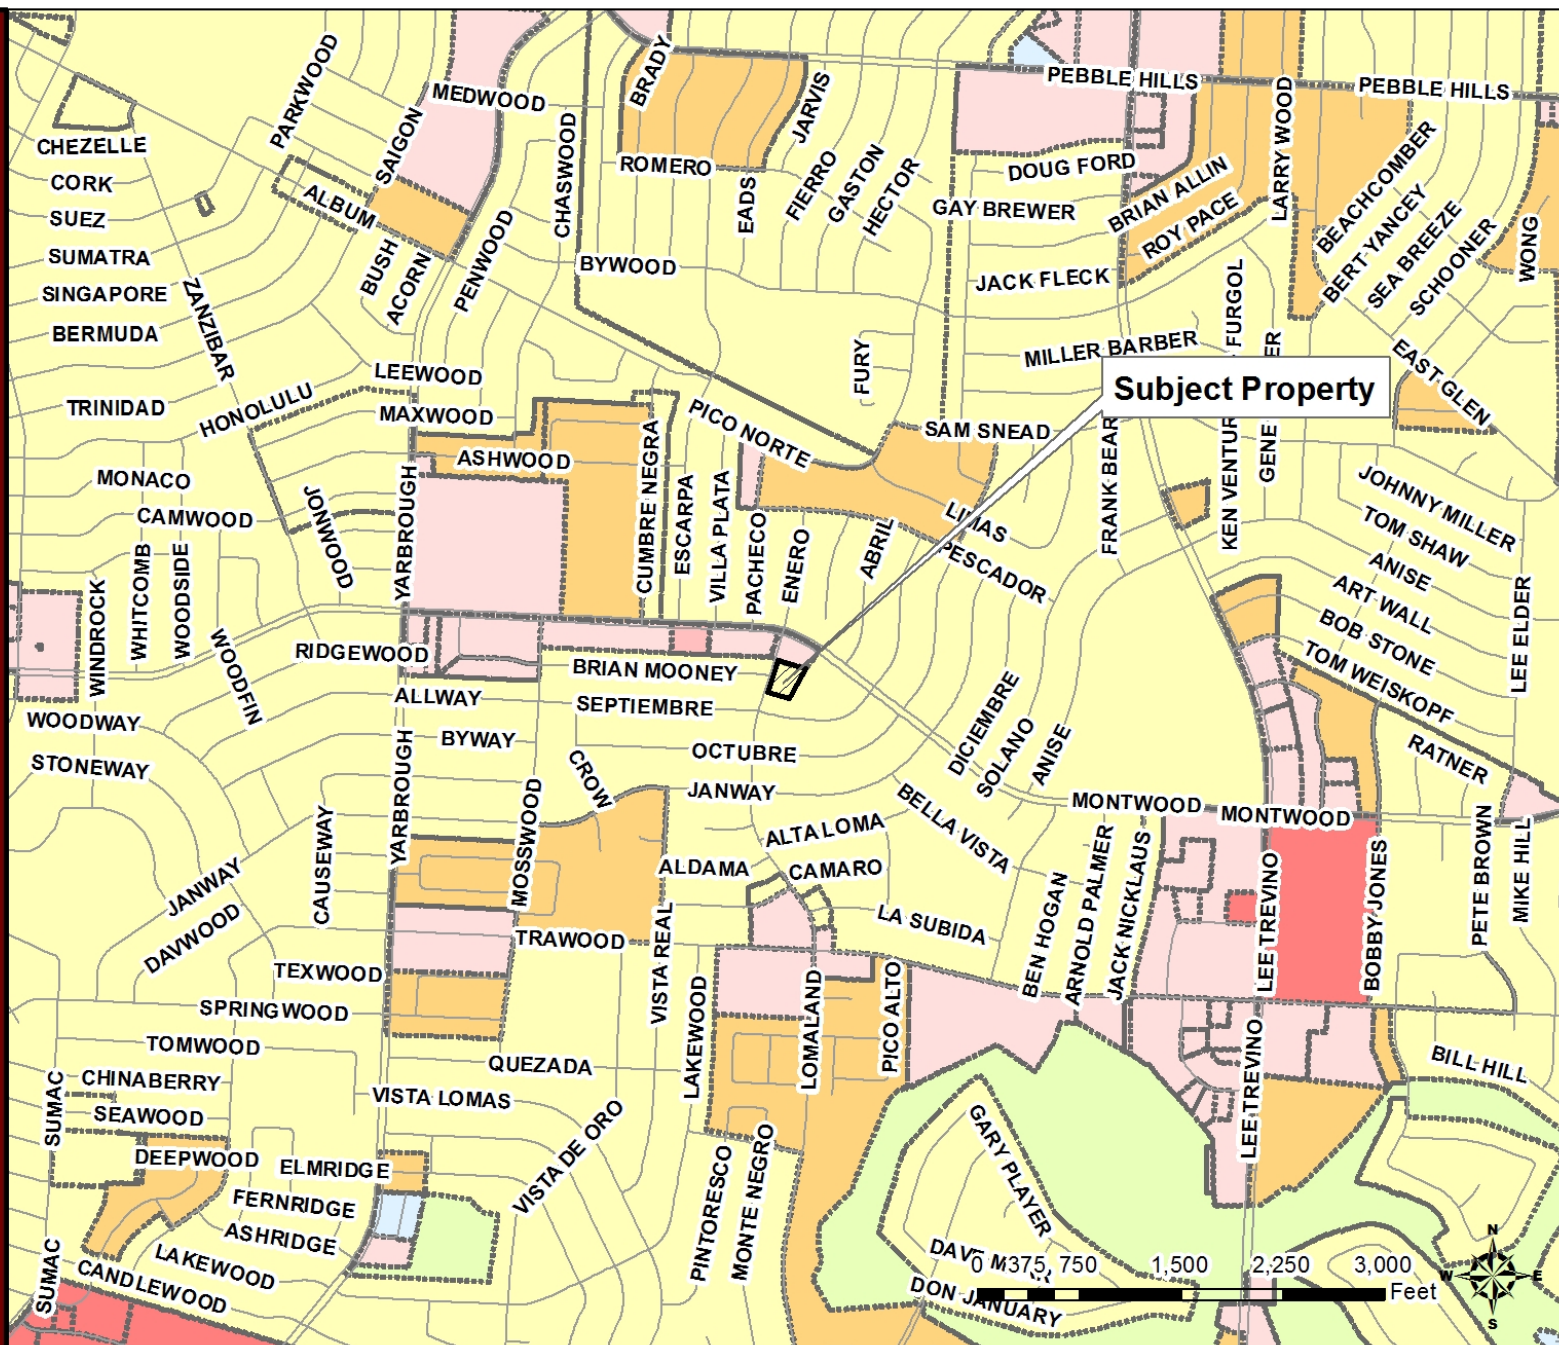 PARKWOOD
MEDWOOD
BRADY
JARVIS
PEBBLE HILLS
PEBBLE HILLS
CHEZELLE
SAIGON
CHASWOOD
ROMERO
FIERRO
GASTON
HECTOR
DOUG FORD
LARRY WOOD
BEACHCOMBER
CORK
ALBUM
EADS
GAY BREWER
BRIAN ALLIN
ROY PACE
BERT YANCEY
SEA BREEZE
SCHOONER
WONG
SUEZ
SUMATRA
BUSH
ACORN
PENWOOD
BYWOOD
JACK FLECK
FURGOL
SINGAPORE
ZANZIBAR
BERMUDA
MILLER BARBER
ER
EAST GLEN
LEEWOOD
FURY
Subject Property
TRINIDAD
HONOLULU
MAXWOOD
PICO NORTE
SAM SNEAD
FRANK BEAR
KEN VENTUR
GENE
MONACO
ASHWOOD
CUMBRE NEGRA
ESCARPA
VILLA PLATA
PACHECO
ENERO
ABRIL
LIMAS
PESCADOR
JOHNNY MILLER
CAMWOOD
JONWOOD
YARBROUGH
TOM SHAW
ANISE
ART WALL
BOB STONE
TOM WEISKOPF
LEE ELDER
WINDROCK
WHITCOMB
WOODSIDE
WOODFIN
RIDGEWOOD
BRIAN MOONEY
ALLWAY
SEPTIEMBRE
WOODWAY
BYWAY
OCTUBRE
DICIEMBRE
SOLANO
ANISE
RATNER
STONEWAY
YARBROUGH
CROW
JANWAY
BELLA VISTA
MONTWOOD
MONTWOOD
CAUSEWAY
MOSSWOOD
ALTA LOMA
ALDAMA
CAMARO
BEN HOGAN
ARNOLD PALMER
JACK NICKLAUS
LEE TREVINO
BOBBY JONES
PETE BROWN
MIKE HILL
JANWAY
DAVWOOD
LA SUBIDA
TRAWOOD
VISTA REAL
TEXWOOD
LAKEWOOD
LOMALAND
PICO ALTO
SPRINGWOOD
TOMWOOD
QUEZADA
LEE TREVINO
BILL HILL
SUMAC
CHINABERRY
VISTA LOMAS
SEAWOOD
DEEPWOOD
ELMRIDGE
VISTA DE ORO
PINTORESCO
MONTE NEGRO
GARY PLAYER
FERNRIDGE
ASHRIDGE
SUMAC
LAKEWOOD
CANDLEWOOD
DAVE M
DON JANUARY
0 375 750 1,500 2,250 3,000
Feet
N
W E
S